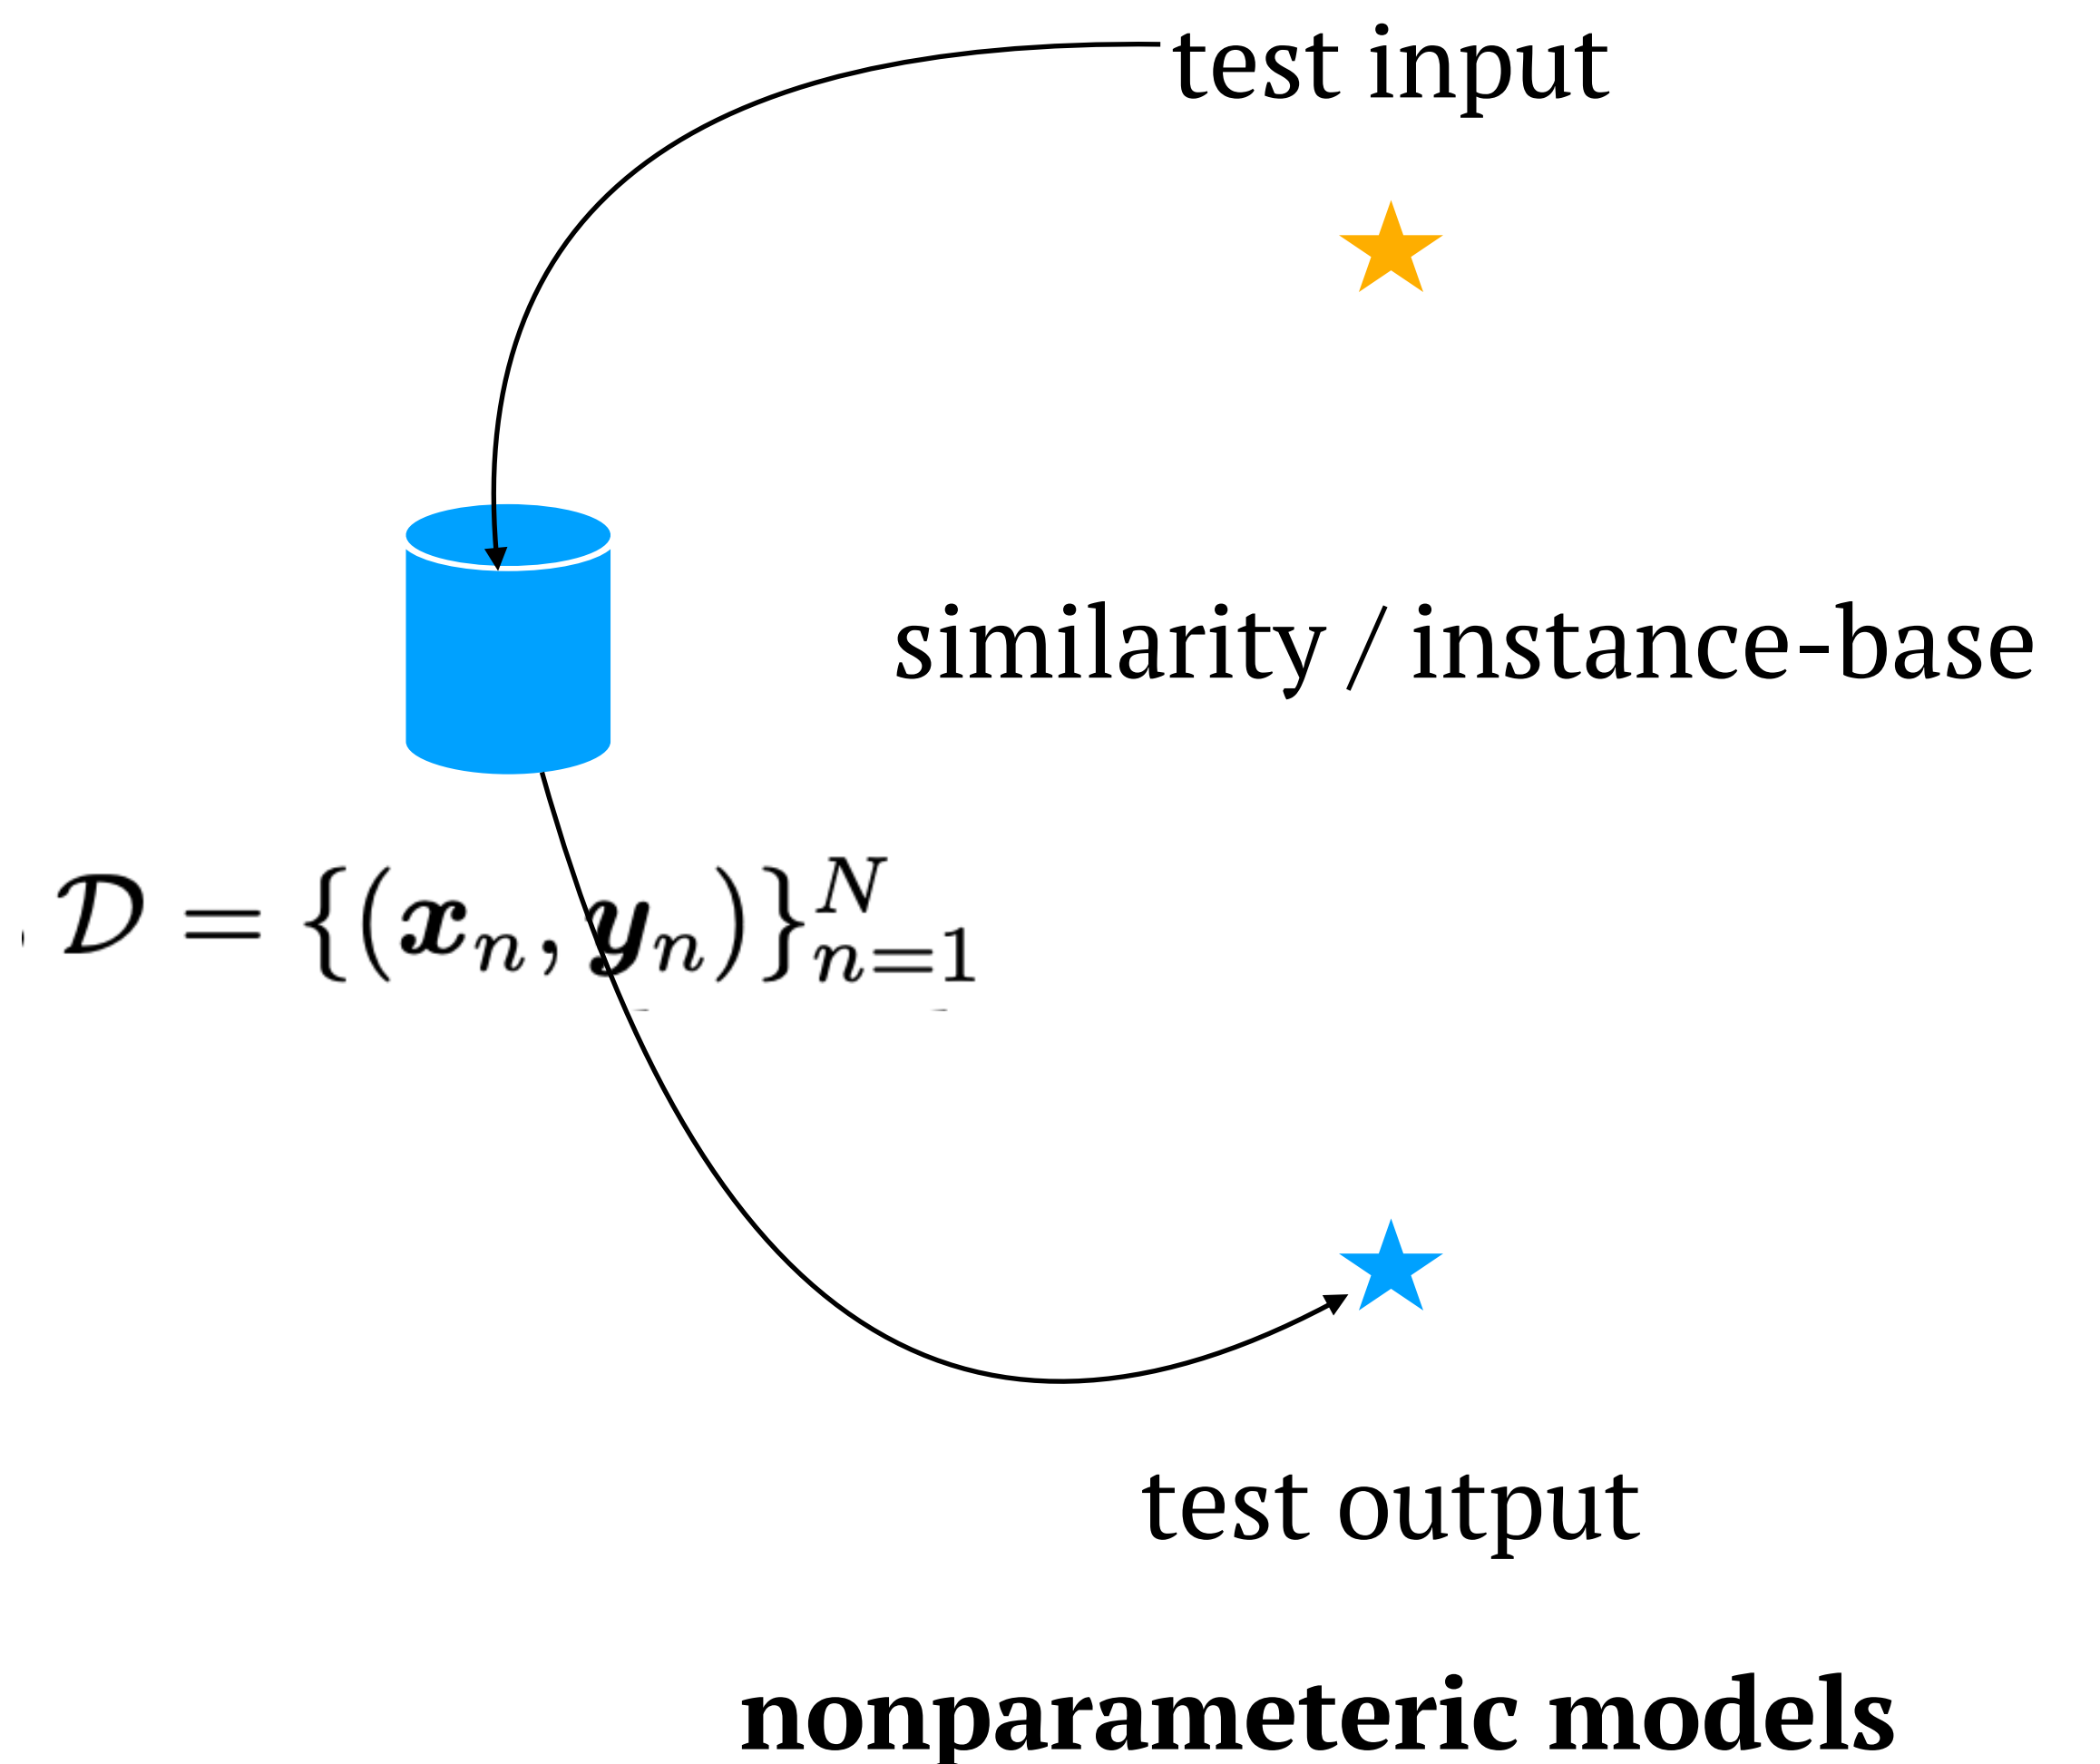 test input
similarity / instance-base
𝒟 = {(𝒙ₙ, 𝒚ₙ)}ᴺₙ₌₁
test output
nonparameteric models